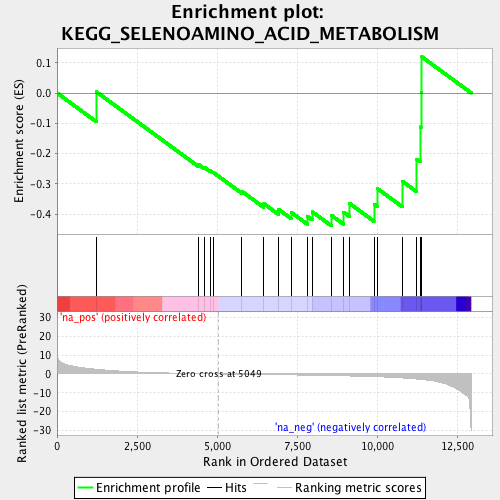 Enrichment plot:
KEGG_SELENOAMINO_ACID_METABOLISM
Enrichment score (ES)
0.1
0.0
-0.1
-0.2
-0.3
-0.4
'na_pos' (positively correlated)
Ranked list metric (PreRanked)
30
20
10
0
-10
-20
-30
Zero cross at 5049
'na_neg' (negatively correlated)
0
2,500
5,000
7,500
10,000
12,500
Rank in Ordered Dataset
Enrichment profile
Hits
Ranking metric scores